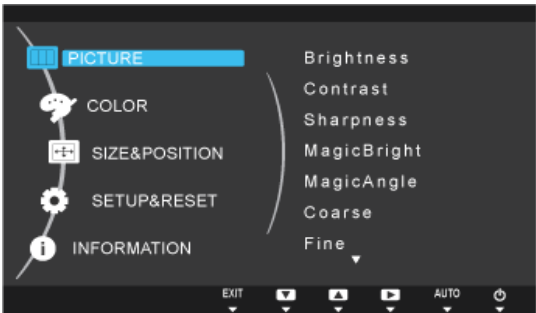 PICTURE
COLOR
SIZE&POSITION
SETUP&RESET
INFORMATION
Brightness
Contrast
Sharpness
MagicBright
MagicAngle
Coarse
Fine
EXIT
AUTO